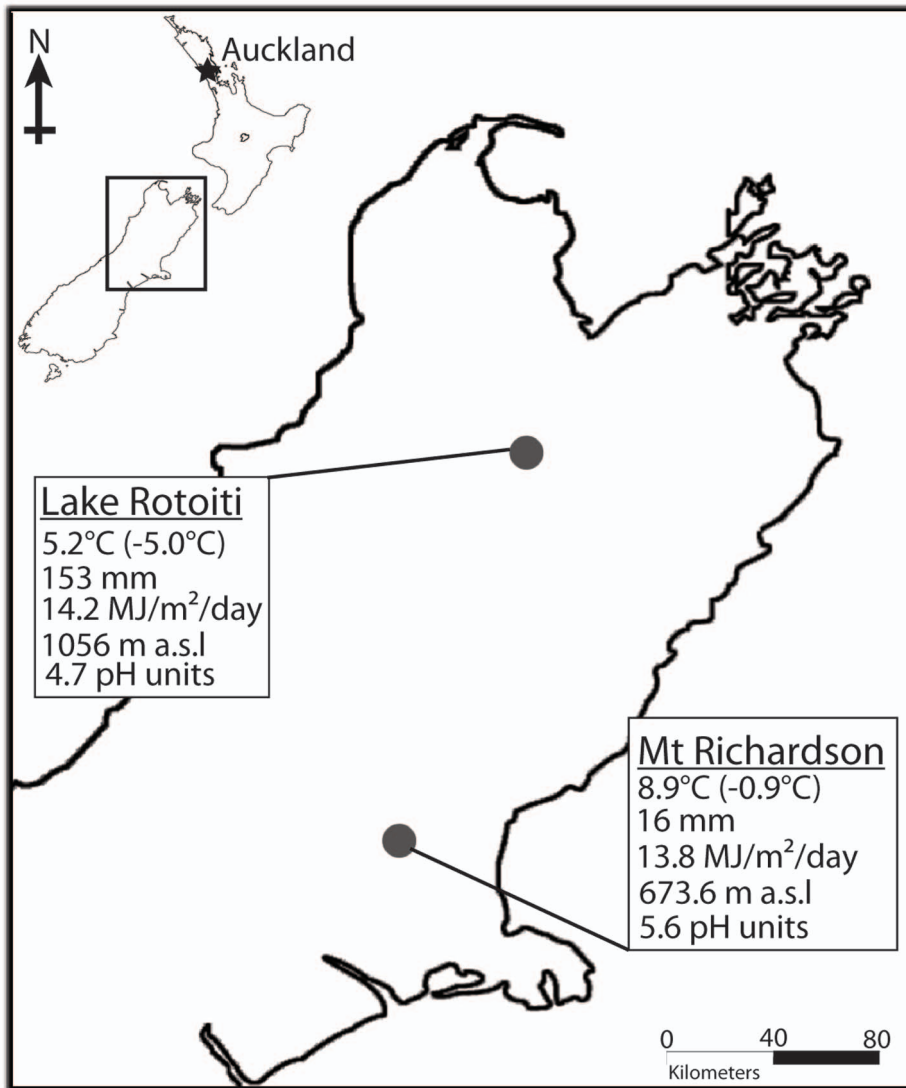 N
Auckland
Lake Rotoiti
5.2°C (-5.0°C)
153 mm
14.2 MJ/m²/day
1056 m a.s.l
4.7 pH units
Mt Richardson
8.9°C (-0.9°C)
16 mm
13.8 MJ/m²/day
673.6 m a.s.l
5.6 pH units
0 40 80
Kilometers